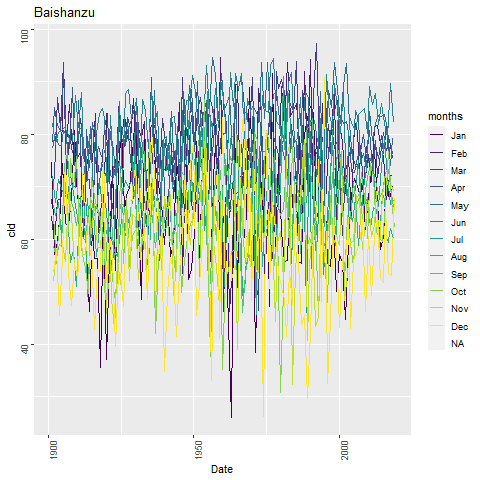 Baishanzu
100
80
60
40
cld
1900
1950
2000
Date
months
Jan
Feb
Mar
Apr
May
Jun
Jul
Aug
Sep
Oct
Nov
Dec
NA